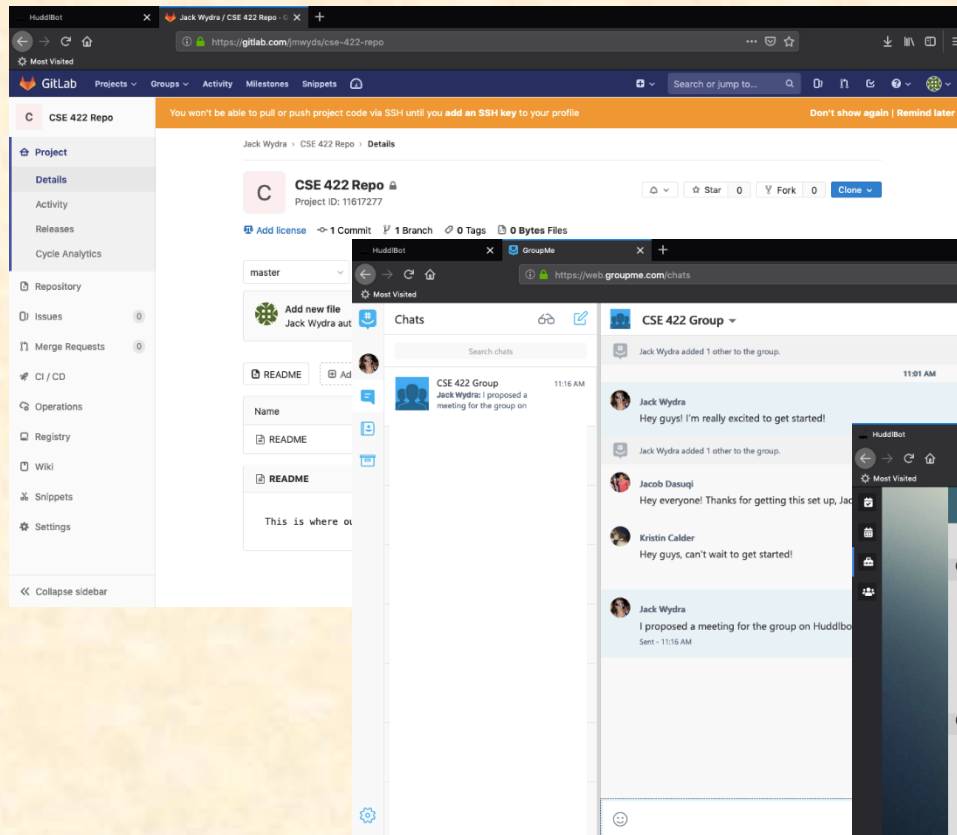 HuddlBot
Jack Wydra / CSE 422 Repo - G
https://gitlab.com/jmwyds/cse-422-repo
Most Visited
GitLab Projects Groups Activity Milestones Snippets Search or jump to...
C CSE 422 Repo
You won't be able to pull or push project code via SSH until you add an SSH key to your profile Don't show again | Remind later
Project
Details
Activity
Releases
Cycle Analytics
Repository
Issues 0
Merge Requests 0
CI / CD
Operations
Registry
Wiki
Snippets
Settings
Collapse sidebar
Jack Wydra > CSE 422 Repo > Details
C
CSE 422 Repo
Project ID: 11617277
Star 0 Fork 0 Clone
Add license 1 Commit 1 Branch 0 Tags 0 Bytes Files
master
Add new file
Jack Wydra aut
README Ad
Name
README
README
This is where ou
HuddlBot GroupMe
https://web.groupme.com/chats
Most Visited
Chats
Search chats
CSE 422 Group 11:16 AM
Jack Wydra: I proposed a
meeting for the group on
CSE 422 Group
Jack Wydra added 1 other to the group.
11:01 AM
Jack Wydra
Hey guys! I'm really excited to get started!
Jack Wydra added 1 other to the group.
Jacob Dasuqi
Hey everyone! Thanks for getting this set up, Jac
Kristin Calder
Hey guys, can't wait to get started!
Jack Wydra
I proposed a meeting for the group on Huddlbo
Sent - 11:16 AM
HuddlBot
Most Visited